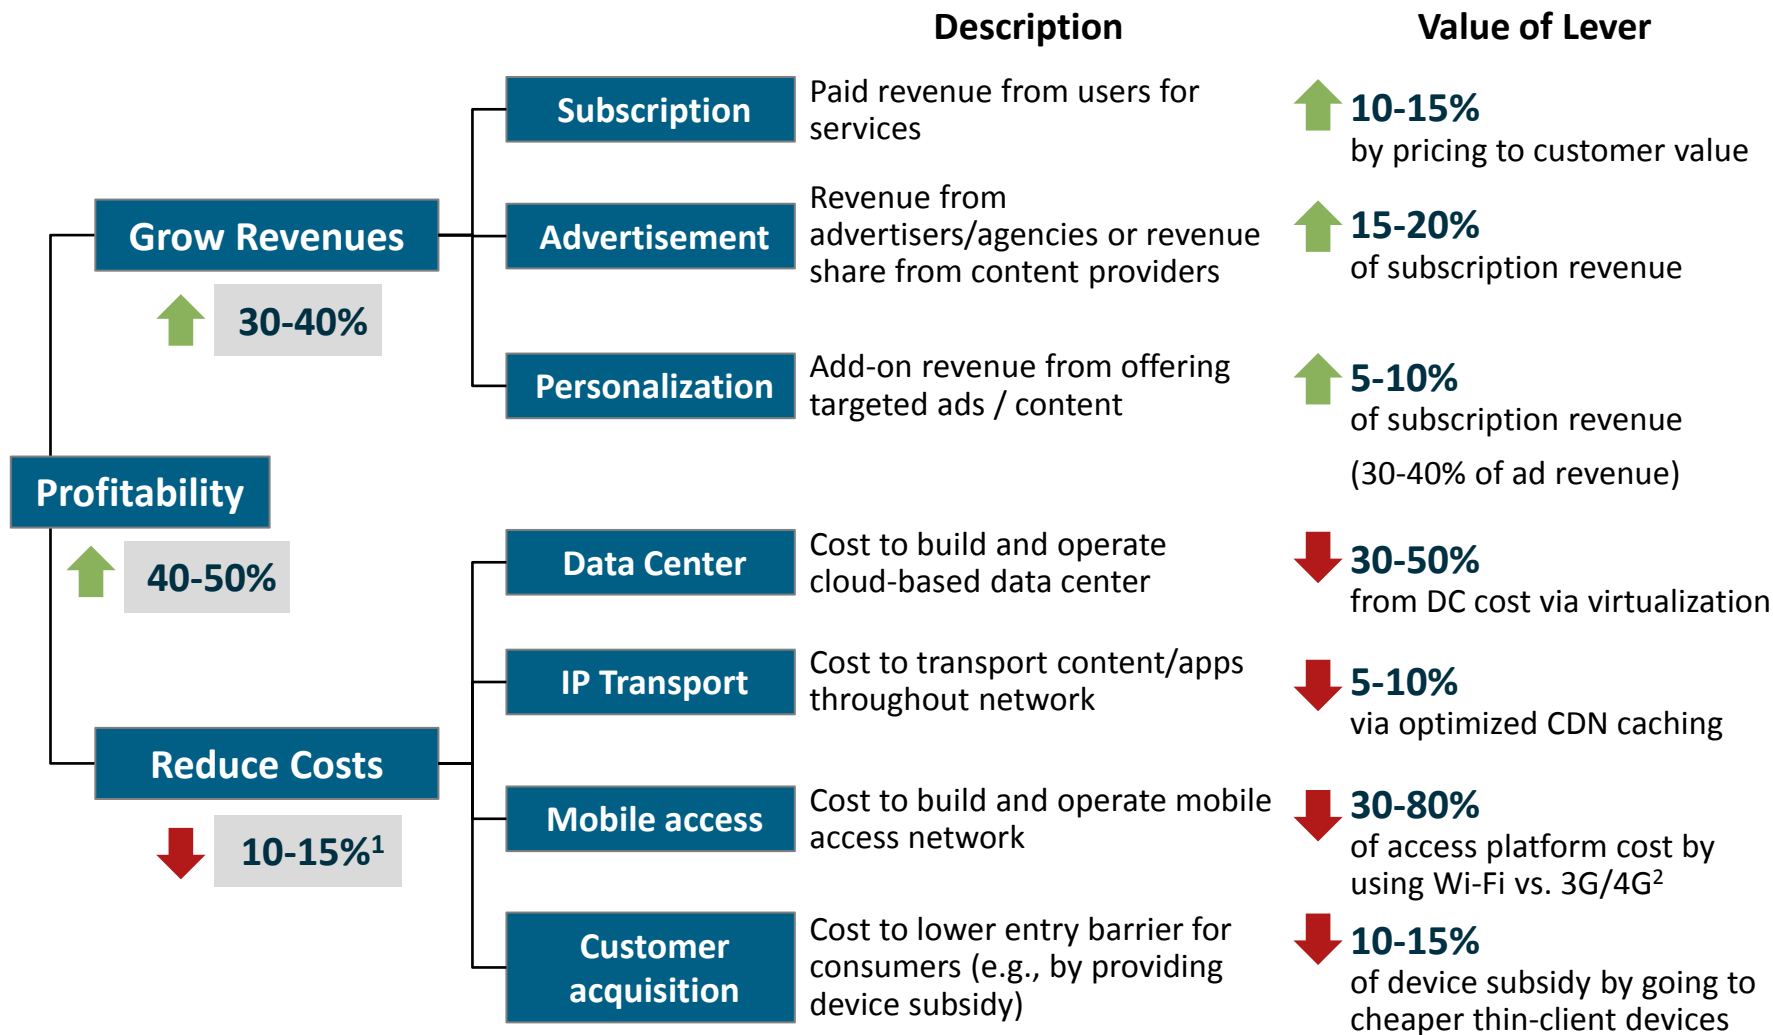 Description
Value of Lever
Subscription
Paid revenue from users for
services
10-15%
by pricing to customer value
Grow Revenues
30-40%
Advertisement
Revenue from
advertisers/agencies or revenue
share from content providers
15-20%
of subscription revenue
Personalization
Add-on revenue from offering
targeted ads / content
5-10%
of subscription revenue
(30-40% of ad revenue)
Profitability
40-50%
Data Center
Cost to build and operate
cloud-based data center
30-50%
from DC cost via virtualization
IP Transport
Cost to transport content/apps
throughout network
5-10%
via optimized CDN caching
Reduce Costs
10-15%¹
Mobile access
Cost to build and operate mobile
access network
30-80%
of access platform cost by
using Wi-Fi vs. 3G/4G²
Customer
acquisition
Cost to lower entry barrier for
consumers (e.g., by providing
device subsidy)
10-15%
of device subsidy by going to
cheaper thin-client devices